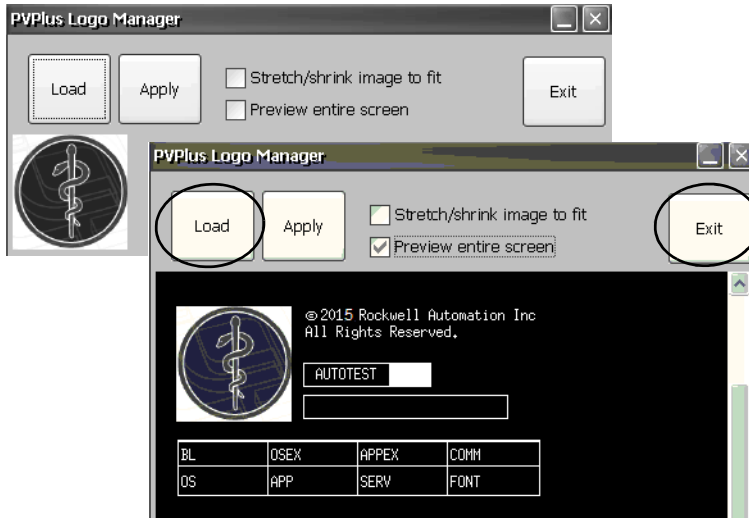 PVPlus Logo Manager
Load
Apply
Stretch/shrink image to fit
Preview entire screen
Exit
PVPlus Logo Manager
Load
Apply
Stretch/shrink image to fit
Preview entire screen
Exit
©2015 Rockwell Automation Inc
All Rights Reserved.
AUTOTEST
BL OSEX APPEX COMM
OS APP SERV FONT